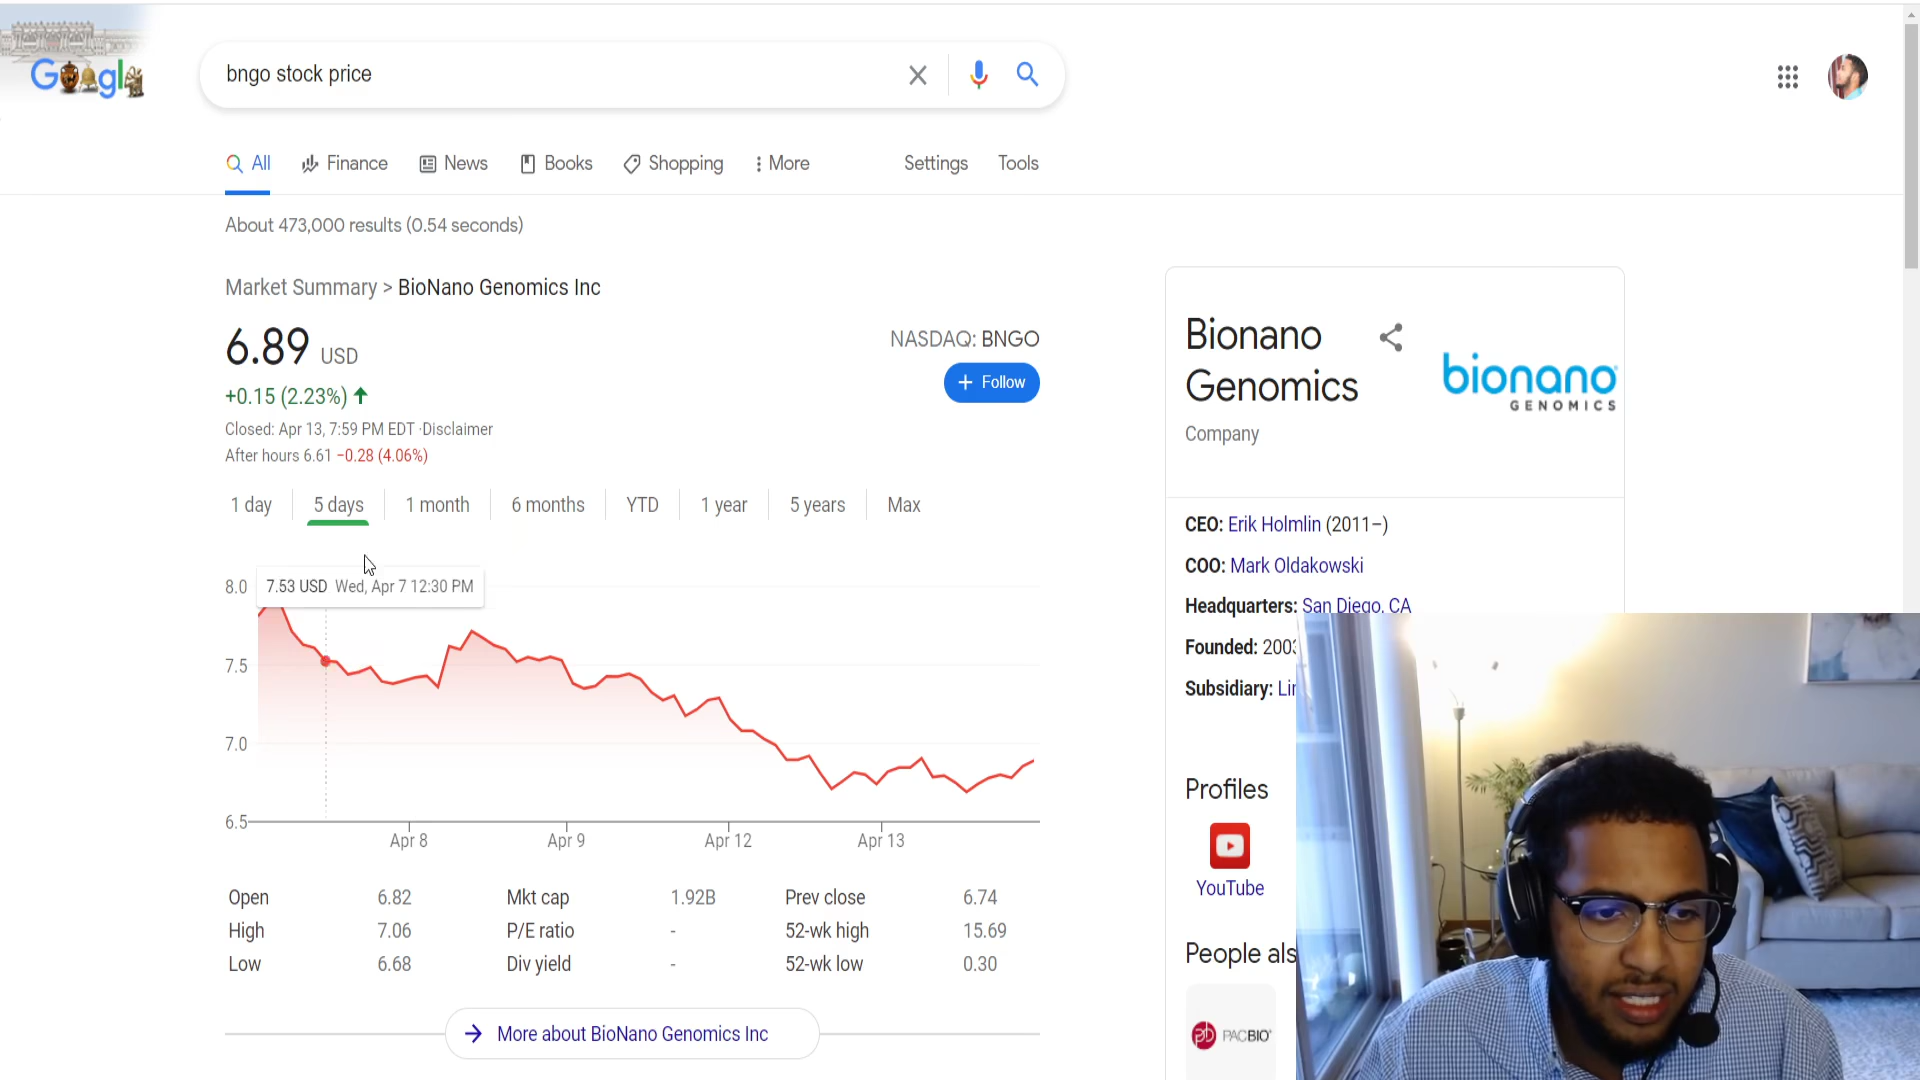 Google
bngo stock price
All
Finance
News
Books
Shopping
More
Settings
Tools
About 473,000 results (0.54 seconds)
Market Summary > BioNano Genomics Inc
6.89 USD
+0.15 (2.23%)
Closed: Apr 13, 7:59 PM EDT ·Disclaimer
After hours 6.61 −0.28 (4.06%)
NASDAQ: BNGO
+ Follow
1 day
5 days
1 month
6 months
YTD
1 year
5 years
Max
7.53 USD Wed, Apr 7 12:30 PM
8.0
7.5
7.0
6.5
Apr 8
Apr 9
Apr 12
Apr 13
Open 6.82 Mkt cap 1.92B Prev close 6.74
High 7.06 P/E ratio - 52-wk high 15.69
Low 6.68 Div yield - 52-wk low 0.30
More about BioNano Genomics Inc
Bionano
Genomics
Company
bionano
GENOMICS
CEO: Erik Holmlin (2011–)
COO: Mark Oldakowski
Headquarters: San Diego, CA
Founded: 2003
Subsidiary:
Profiles
YouTube
People
PACBIO